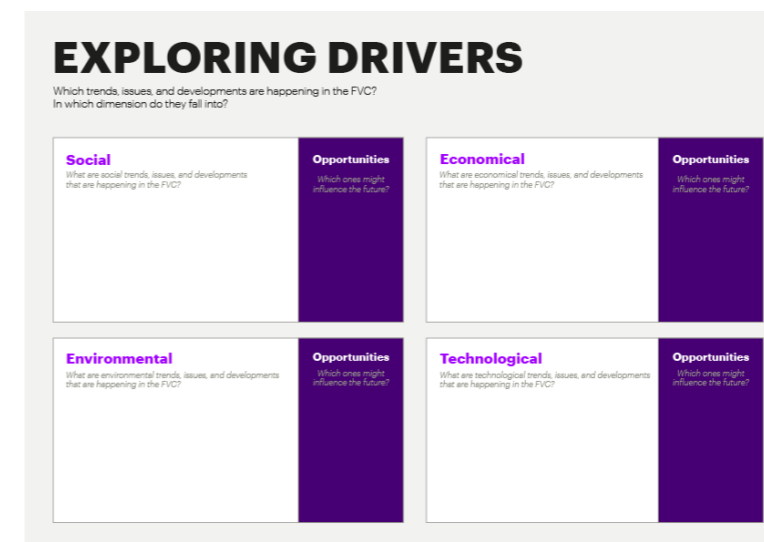 EXPLORING DRIVERS
Which trends, issues, and developments are happening in the FVC?
In which dimension do they fall into?
Social
What are social trends, issues, and developments
that are happening in the FVC?
Opportunities
Which ones might
influence the future?
Economical
What are economical trends, issues, and developments
that are happening in the FVC?
Opportunities
Which ones might
influence the future?
Environmental
What are environmental trends, issues, and developments
that are happening in the FVC?
Opportunities
Which ones might
influence the future?
Technological
What are technological trends, issues, and developments
that are happening in the FVC?
Opportunities
Which ones might
influence the future?